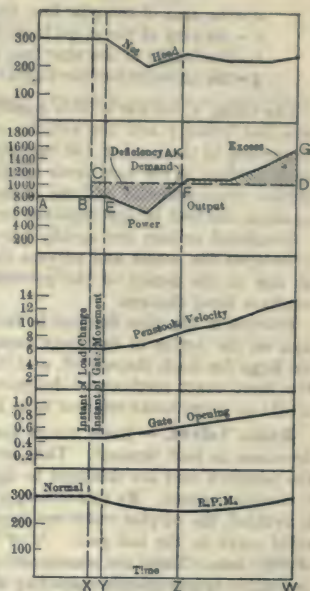 300
200
100
Net Head
1800
1600
1400
1200
1000
800
600
400
200
Deficiency ΔK
Demand
Excess
A
B
C
E
F
G
D
Power
Output
14
12
10
8
6
4
2
Penstock Velocity
Instant of Load Change
Instant of Gate Movement
1.0
0.8
0.6
0.4
0.2
Gate Opening
Normal
300
200
100
R.P.M.
Time
X
Y
Z
W